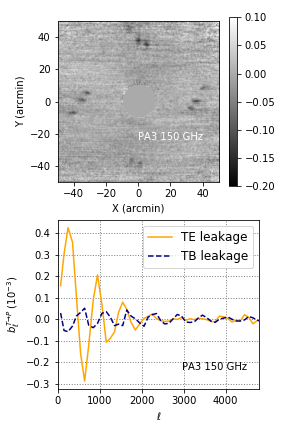 0.10
0.05
0.00
−0.05
−0.10
−0.15
−0.20
40
20
0
−20
−40
Y (arcmin)
PA3 150 GHz
−40 −20 0 20 40
X (arcmin)
0.4
0.3
0.2
0.1
0.0
−0.1
−0.2
−0.3
b_ℓ^{T→P} (10^{−3})
TE leakage
TB leakage
PA3 150 GHz
0 1000 2000 3000 4000
ℓ